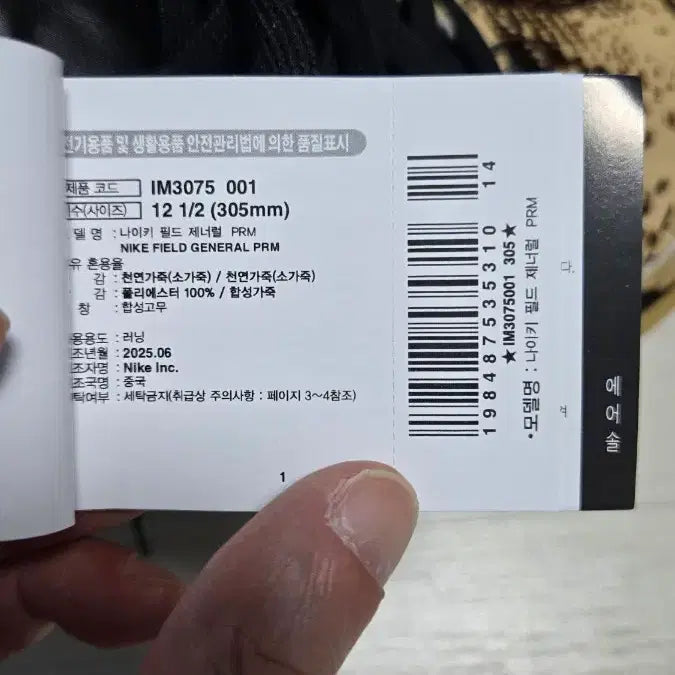 전기용품 및 생활용품 안전관리법에 의한 품질표시
제품 코드 IM3075 001
수(사이즈) 12 1/2 (305mm)
델 명 : 나이키 필드 제너럴 PRM
NIKE FIELD GENERAL PRM
유 혼용율
감 : 천연가죽(소가죽) / 천연가죽(소가죽)
감 : 폴리에스터 100% / 합성가죽
창 : 합성고무
용용도 : 러닝
조년월 : 2025.06
조자명 : Nike Inc.
조국명 : 중국
탁여부 : 세탁금지(취급상 주의사항 : 페이지 3~4참조)
1
198487535310 14
★IM3075001 305★
•모델명 : 나이키 필드 제너럴 PRM
다.
에어솔